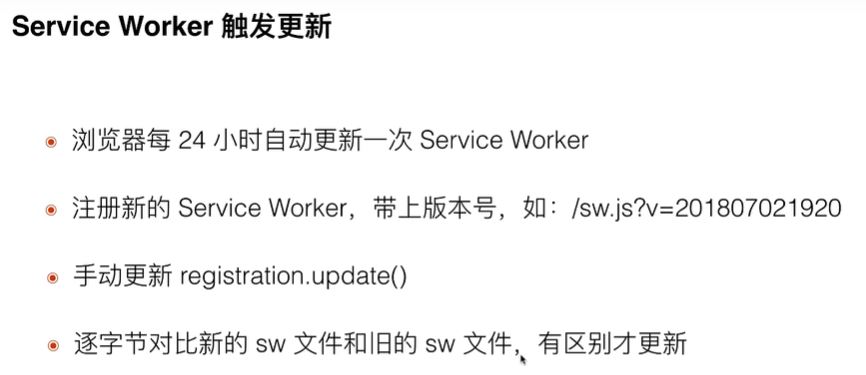 Service Worker 触发更新
浏览器每 24 小时自动更新一次 Service Worker
注册新的 Service Worker，带上版本号，如：/sw.js?v=201807021920
手动更新 registration.update()
逐字节对比新的 sw 文件和旧的 sw 文件，有区别才更新